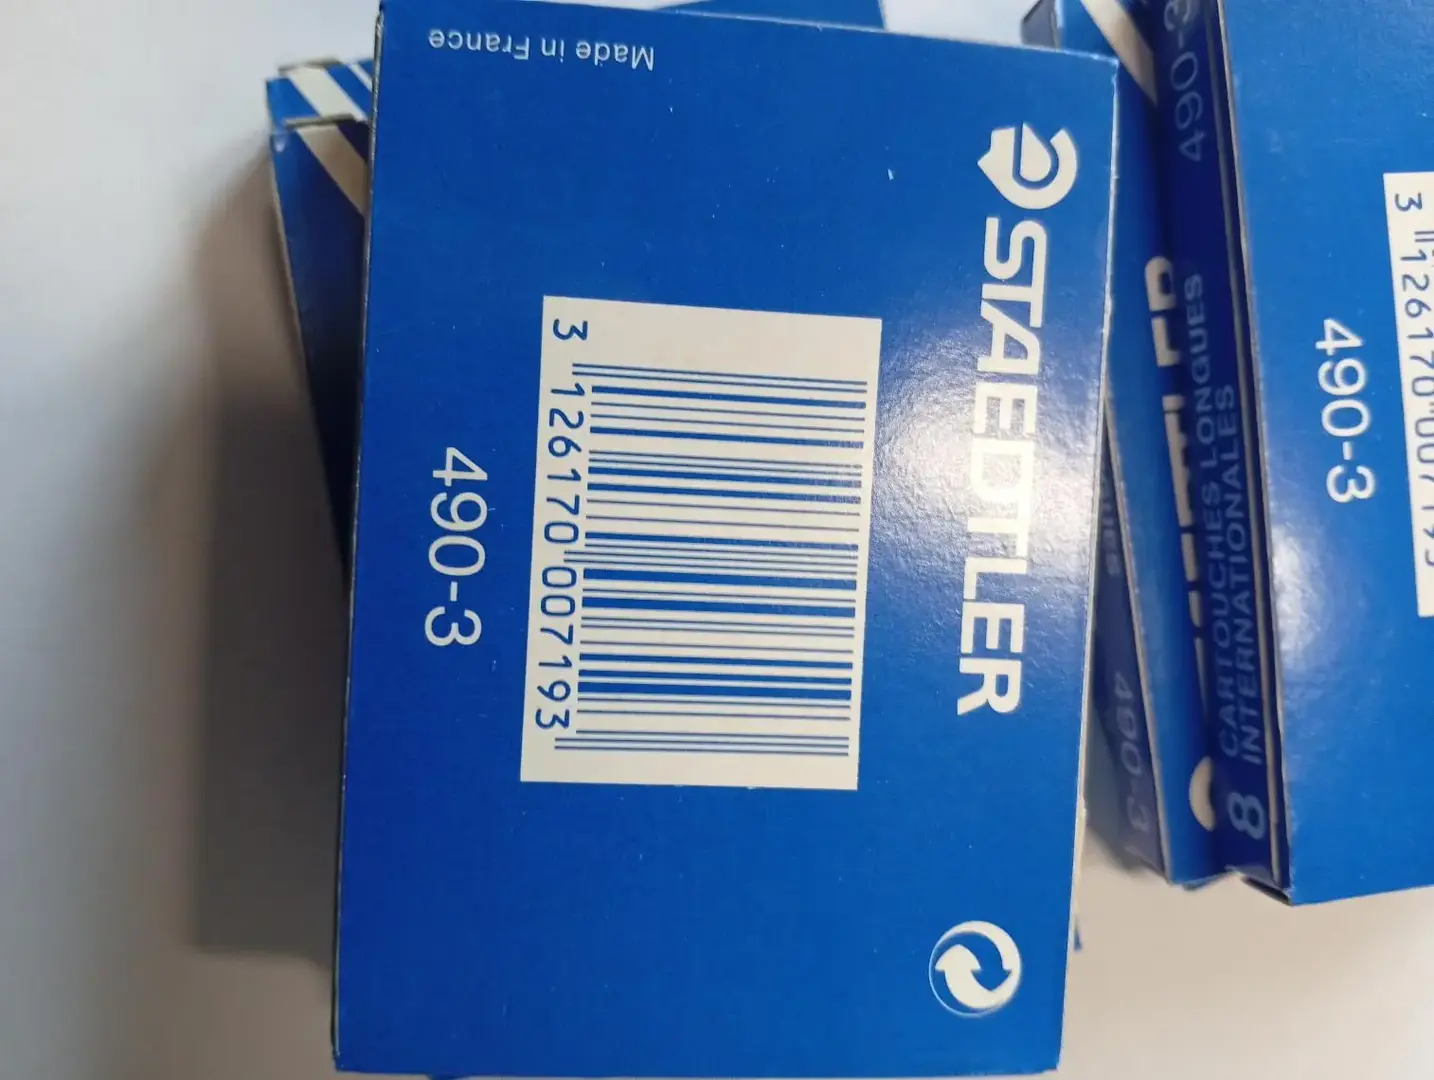 Made in France
STAEDTLER
3 126170 007193
490-3
490-3
8 CARTOUCHES LONGUES
INTERNATIONALES
490-3
3 126170 007193
490-3